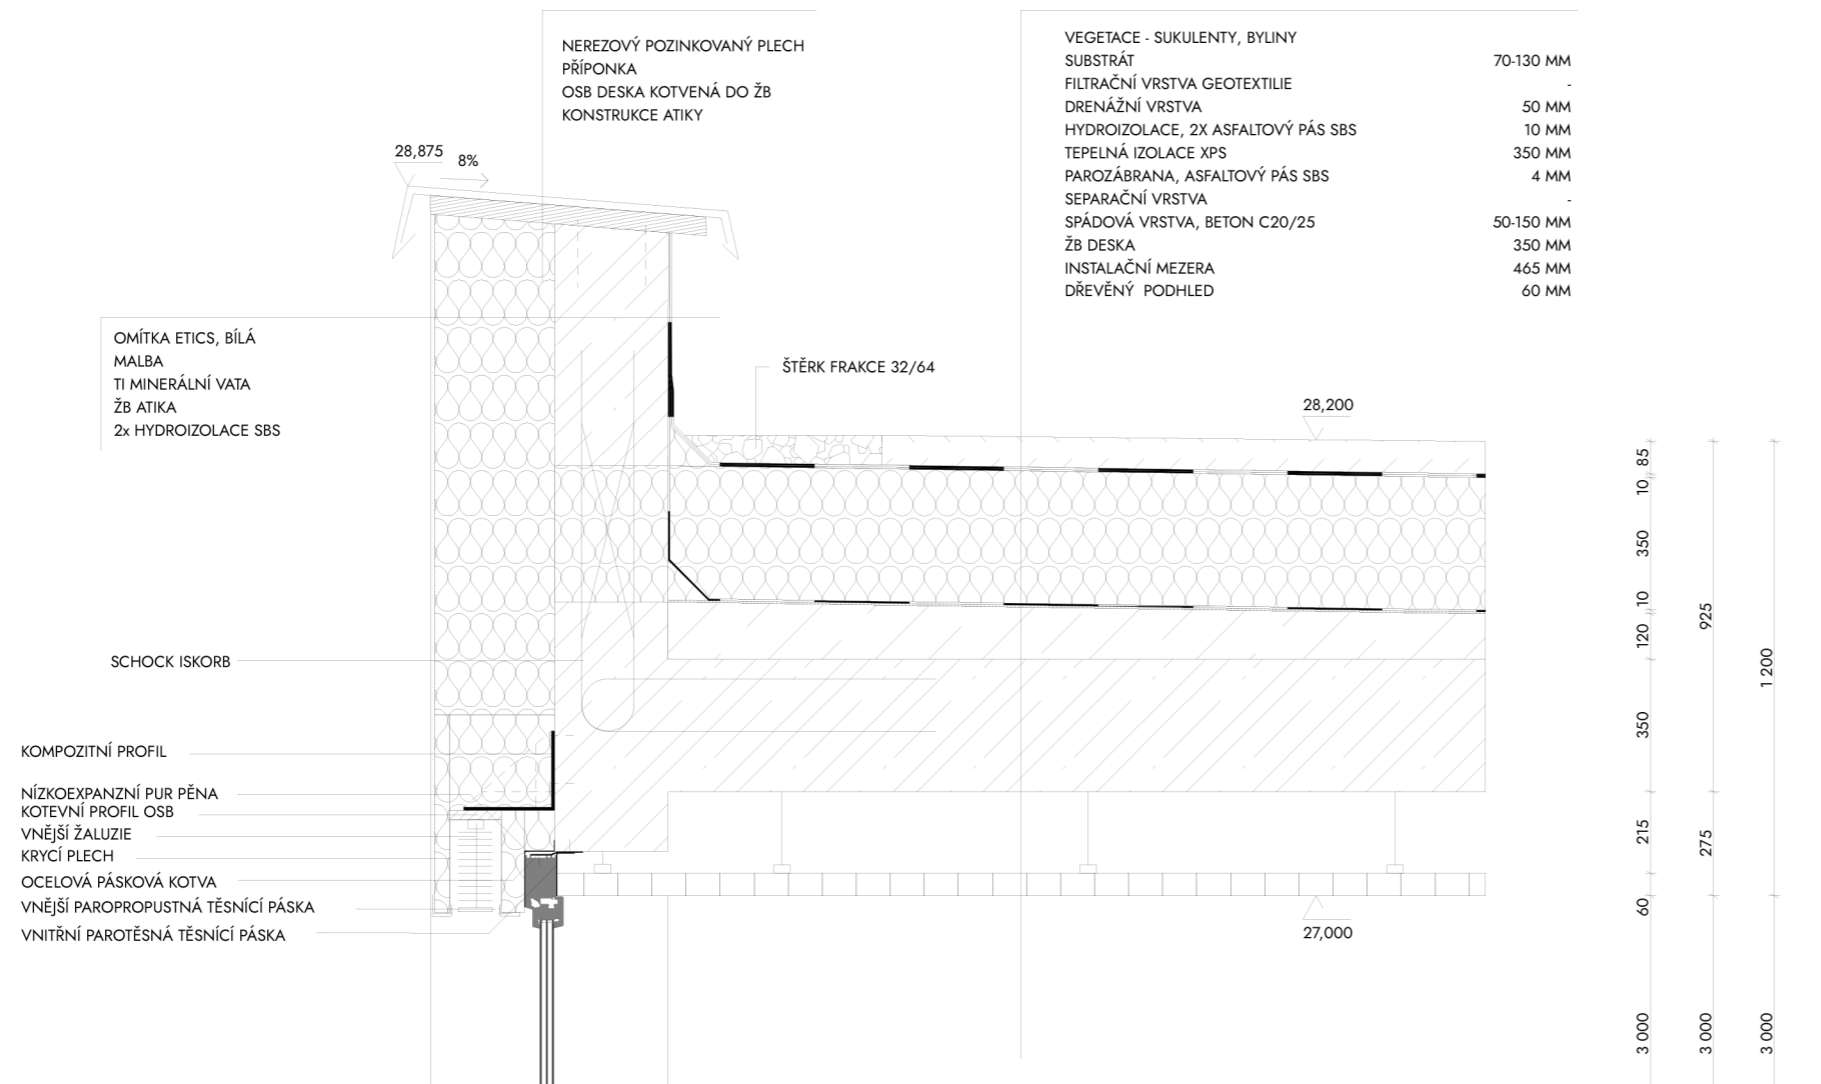 NEREZOVÝ POZINKOVANÝ PLECH
PŘÍPONKA
OSB DESKA KOTVENÁ DO ŽB
KONSTRUKCE ATIKY
VEGETACE - SUKULENTY, BYLINY
SUBSTRÁT 70-130 MM
FILTRAČNÍ VRSTVA GEOTEXTILIE -
DRENÁŽNÍ VRSTVA 50 MM
HYDROIZOLACE, 2X ASFALTOVÝ PÁS SBS 10 MM
TEPELNÁ IZOLACE XPS 350 MM
PAROZÁBRANA, ASFALTOVÝ PÁS SBS 4 MM
SEPARAČNÍ VRSTVA -
SPÁDOVÁ VRSTVA, BETON C20/25 50-150 MM
ŽB DESKA 350 MM
INSTALAČNÍ MEZERA 465 MM
DŘEVĚNÝ PODHLED 60 MM
28,875
8%
OMÍTKA ETICS, BÍLÁ
MALBA
TI MINERÁLNÍ VATA
ŽB ATIKA
2x HYDROIZOLACE SBS
ŠTĚRK FRAKCE 32/64
28,200
SCHOCK ISKORB
KOMPOZITNÍ PROFIL
NÍZKOEXPANZNÍ PUR PĚNA
KOTEVNÍ PROFIL OSB
VNĚJŠÍ ŽALUZIE
KRYCÍ PLECH
OCELOVÁ PÁSKOVÁ KOTVA
VNĚJŠÍ PAROPROPUSTNÁ TĚSNÍCÍ PÁSKA
VNITŘNÍ PAROTĚSNÁ TĚSNÍCÍ PÁSKA
27,000
85
10
350
10
120
350
215
60
3 000
925
275
3 000
1 200
3 000